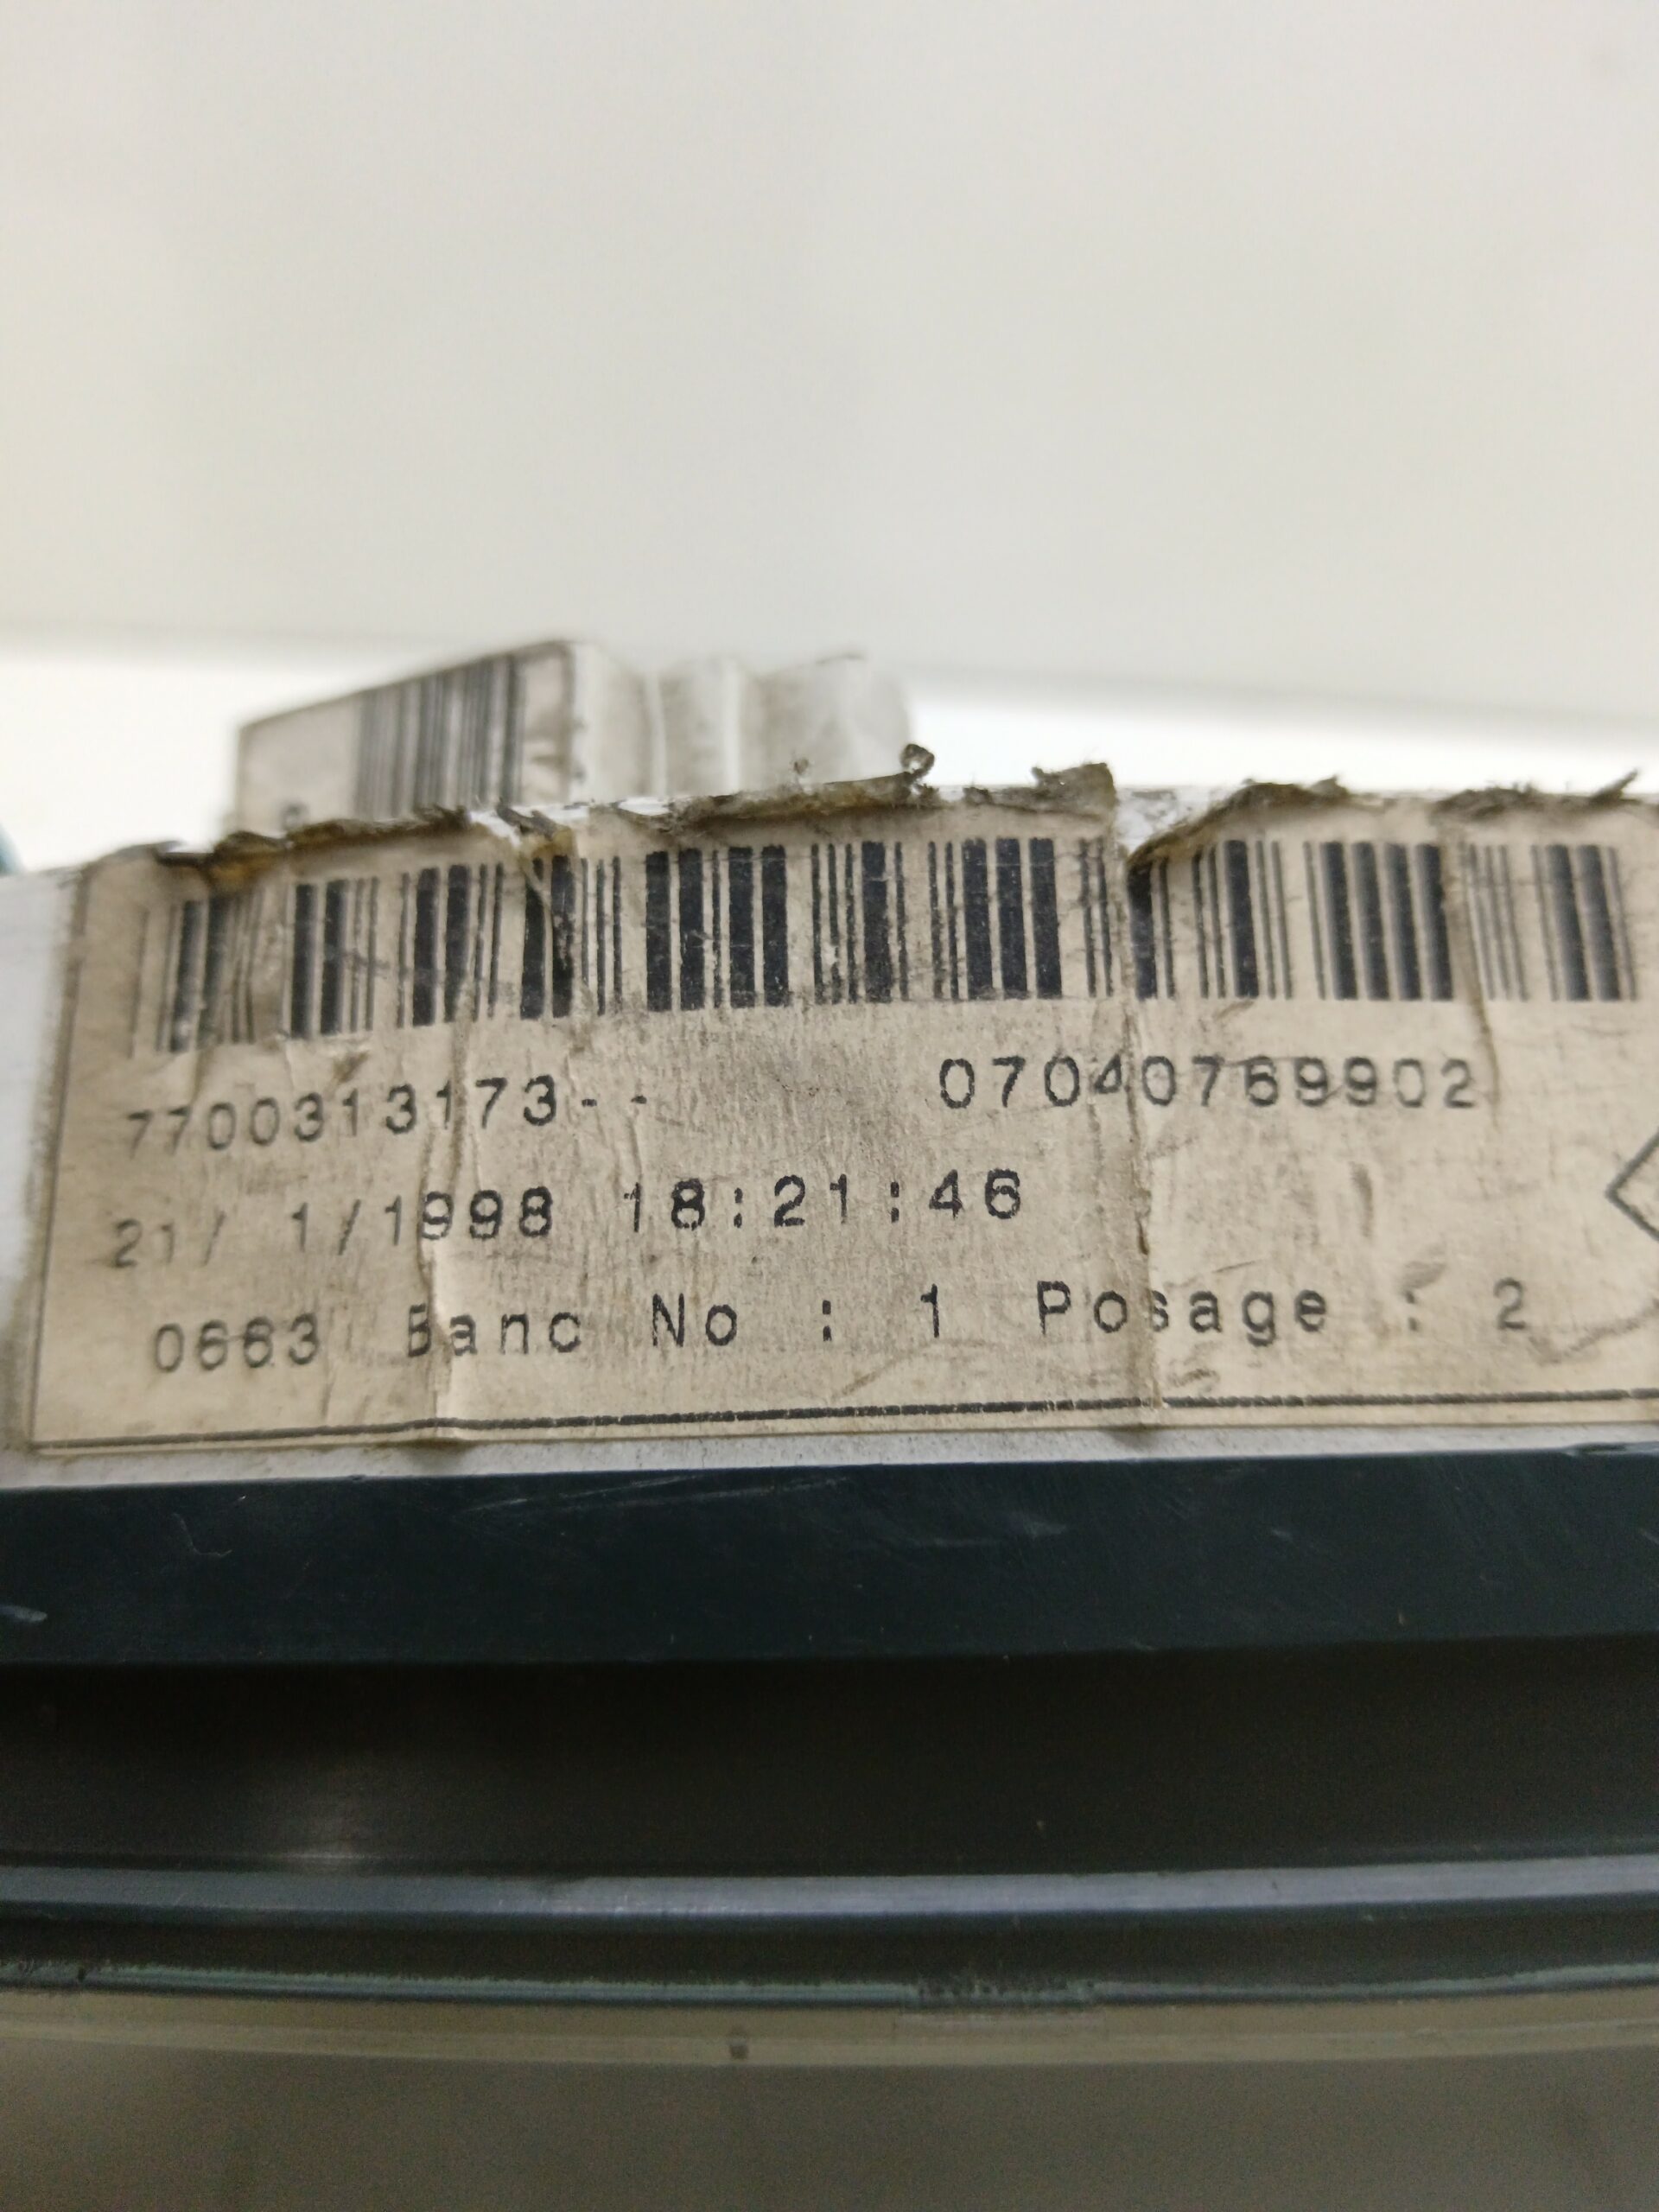 7700313173-- 07040769902
21/ 1/1998 18:21:46
0663 Banc No : 1 Posage : 2